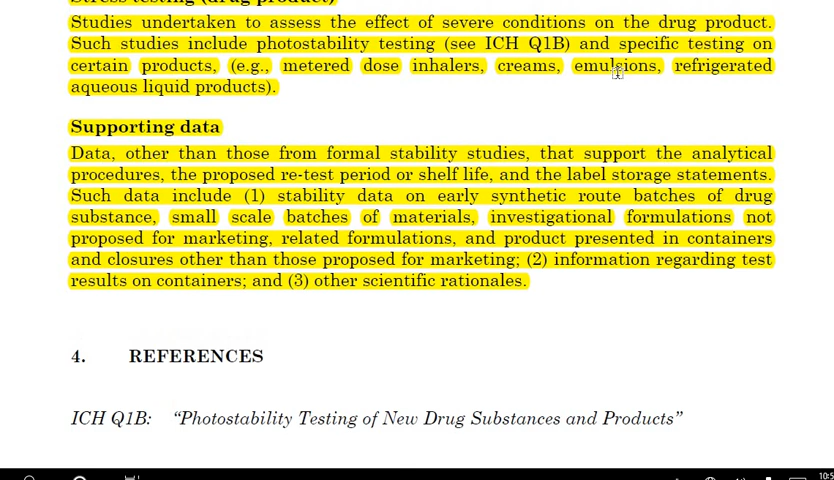 Stress testing (drug product)
Studies undertaken to assess the effect of severe conditions on the drug product.
Such studies include photostability testing (see ICH Q1B) and specific testing on
certain products, (e.g., metered dose inhalers, creams, emulsions, refrigerated
aqueous liquid products).
Supporting data
Data, other than those from formal stability studies, that support the analytical
procedures, the proposed re-test period or shelf life, and the label storage statements.
Such data include (1) stability data on early synthetic route batches of drug
substance, small scale batches of materials, investigational formulations not
proposed for marketing, related formulations, and product presented in containers
and closures other than those proposed for marketing; (2) information regarding test
results on containers; and (3) other scientific rationales.
4. REFERENCES
ICH Q1B: “Photostability Testing of New Drug Substances and Products”